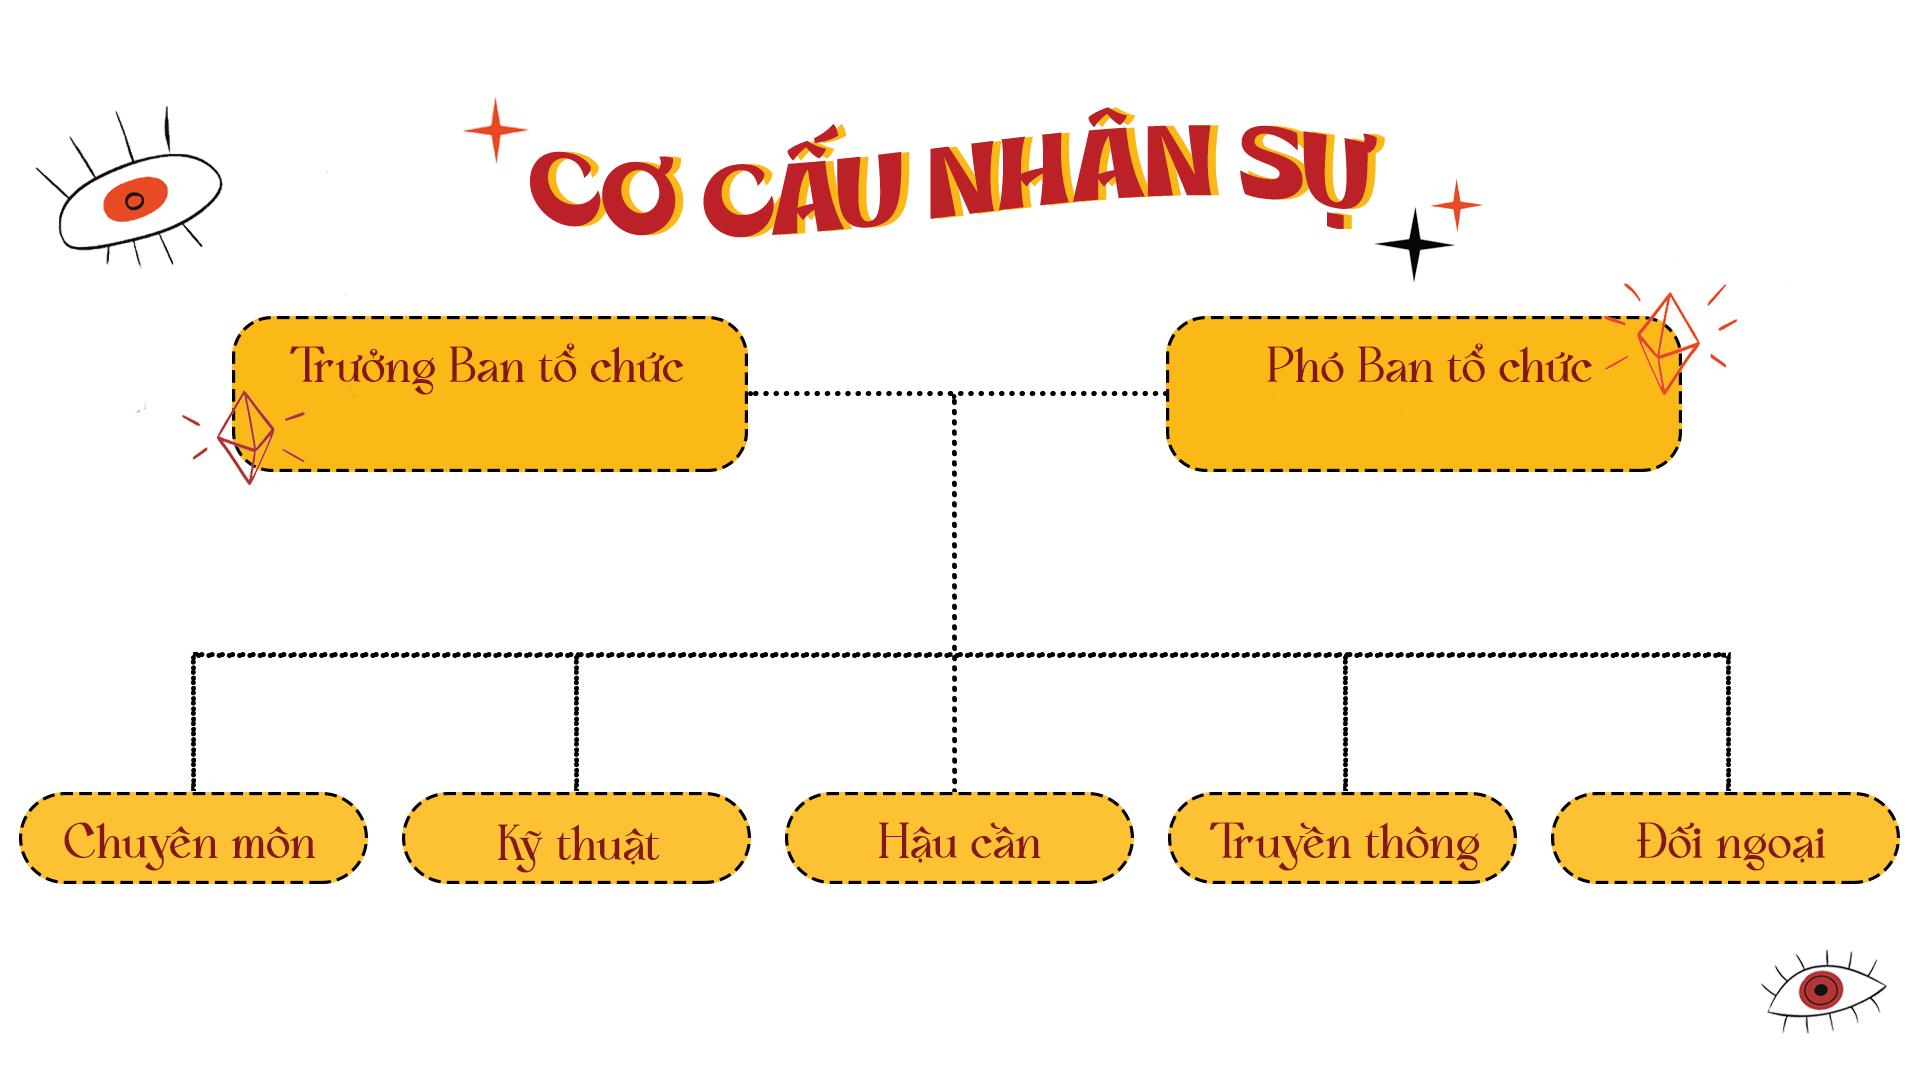 CƠ CẤU NHÂN SỰ
Trưởng Ban tổ chức
Phó Ban tổ chức
Chuyên môn
Kỹ thuật
Hậu cần
Truyền thông
Đối ngoại